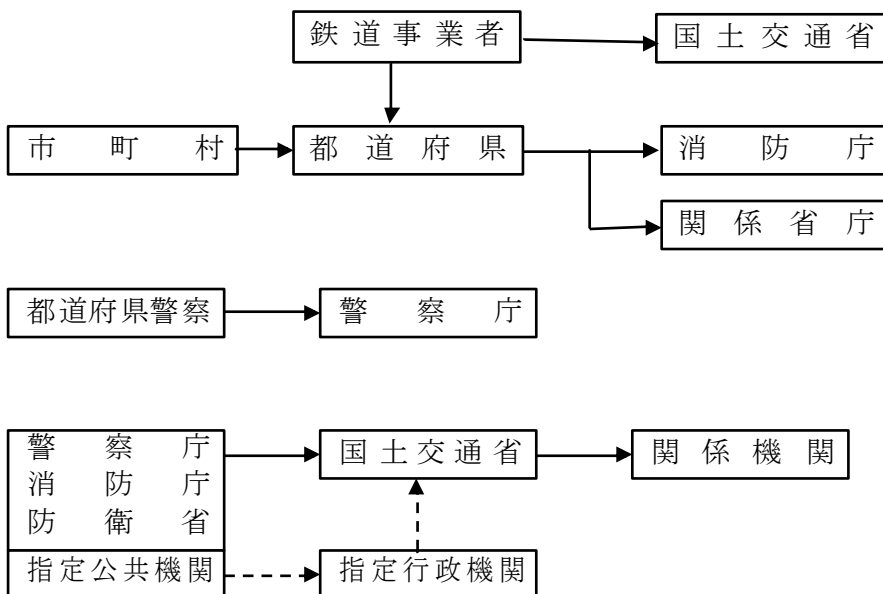 鉄道事業者
国土交通省
市町村
都道府県
消防庁
関係省庁
都道府県警察
警察庁
警察庁
消防庁
防衛省
国土交通省
関係機関
指定公共機関
指定行政機関